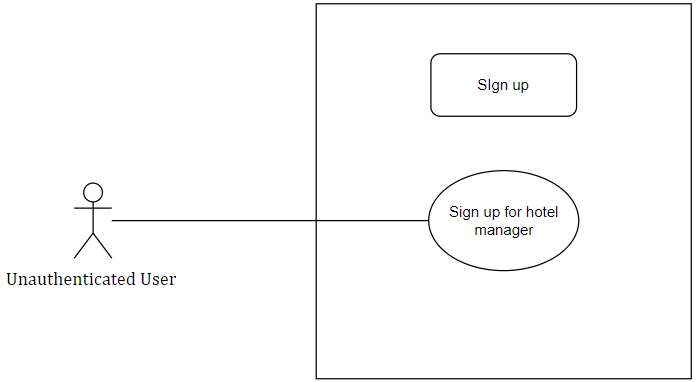 SIgn up
Sign up for hotel
manager
Unauthenticated User